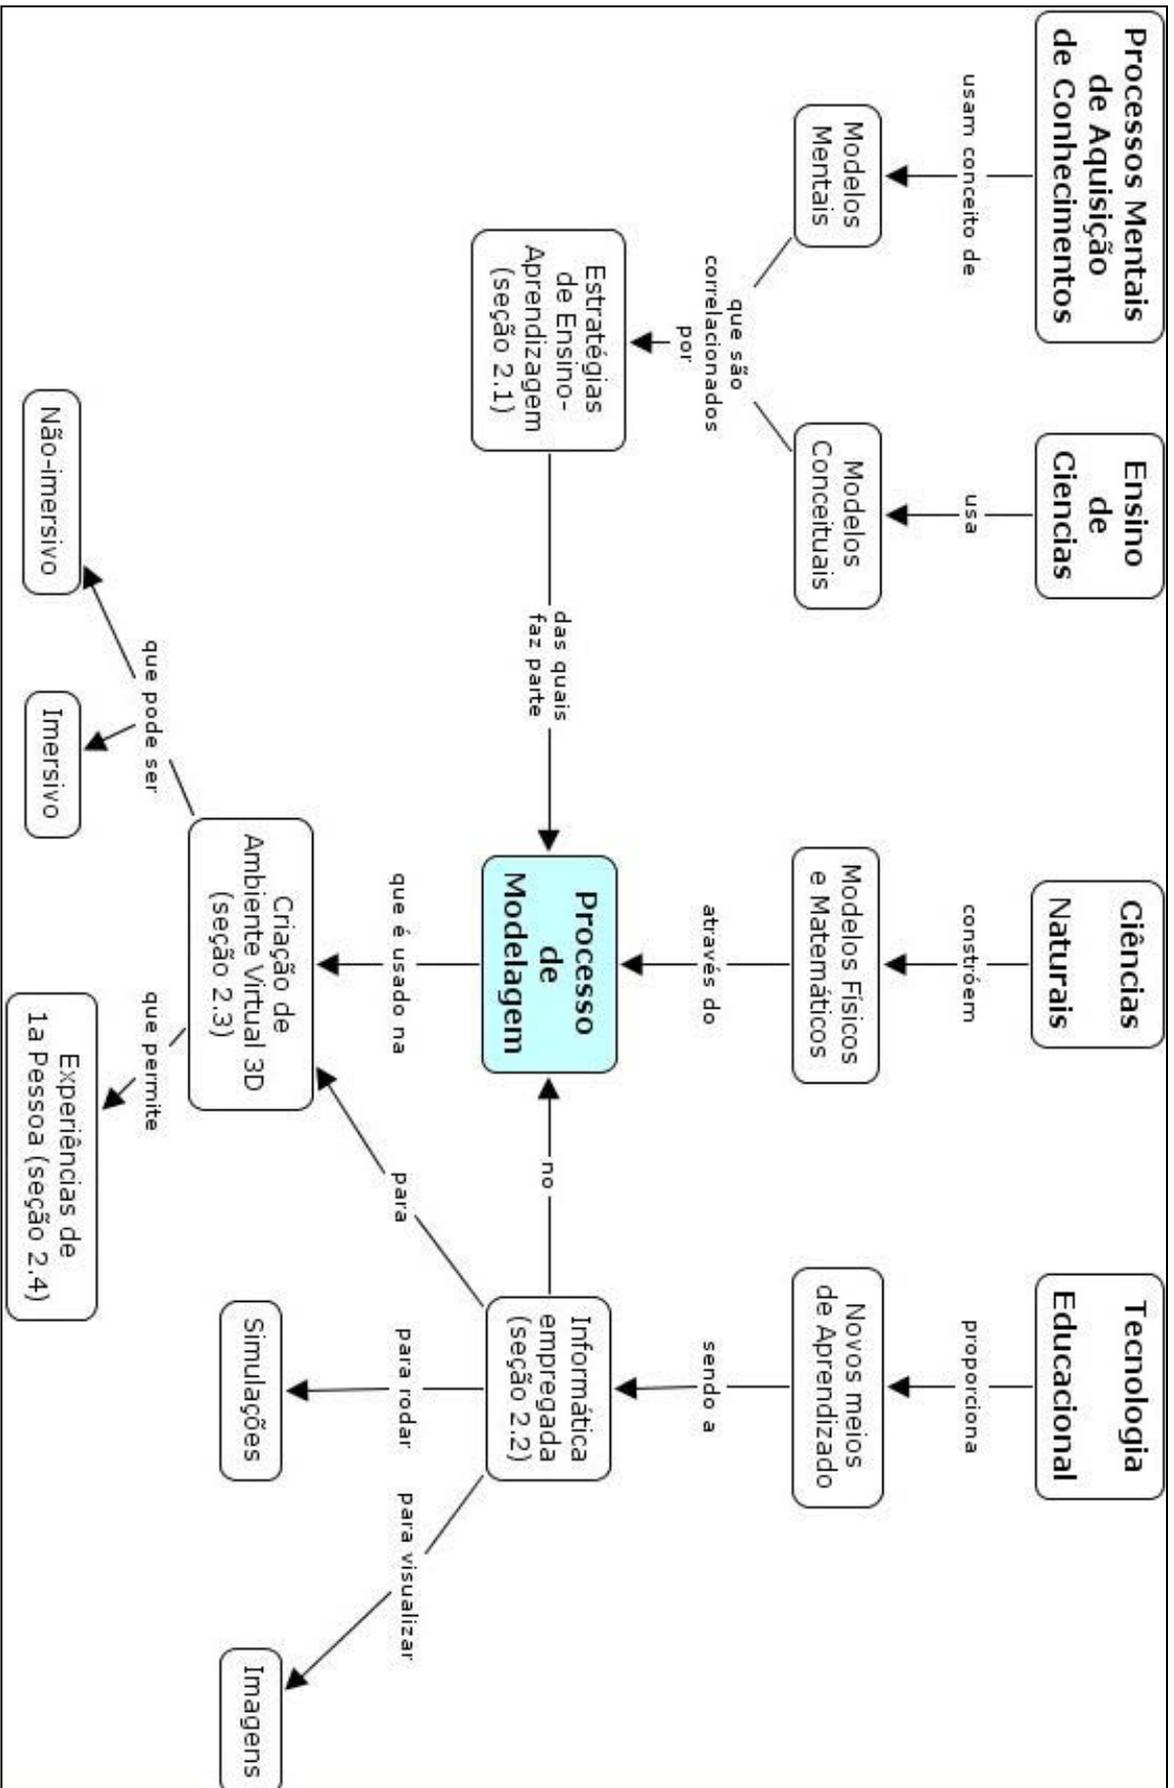 Processos Mentais
de Aquisição
de Conhecimentos
Ensino
de
Ciencias
Ciências
Naturais
Tecnologia
Educacional
usam conceito de
usa
constróem
proporciona
Modelos
Mentais
Modelos
Conceituais
Modelos Físicos
e Matemáticos
Novos meios
de Aprendizado
que são
correlacionados
por
através do
sendo a
Estratégias
de Ensino-
Aprendizagem
(seção 2.1)
das quais
faz parte
Processo
de
Modelagem
no
Informática
empregada
(seção 2.2)
que é usado na
para
para rodar
para visualizar
Criação de
Ambiente Virtual 3D
(seção 2.3)
Simulações
Imagens
que pode ser
que permite
Não-imersivo
Imersivo
Experiências de
1a Pessoa (seção 2.4)